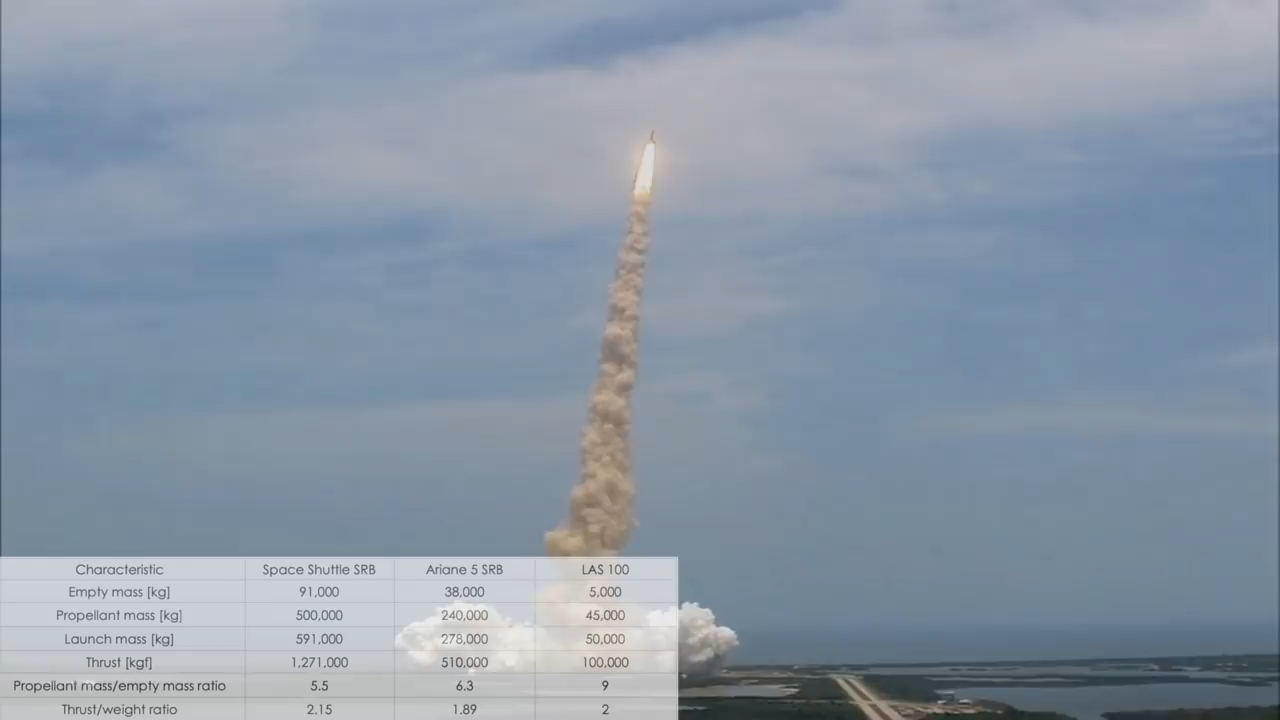 Characteristic Space Shuttle SRB Ariane 5 SRB LAS 100
Empty mass [kg] 91,000 38,000 5,000
Propellant mass [kg] 500,000 240,000 45,000
Launch mass [kg] 591,000 278,000 50,000
Thrust [kgf] 1,271,000 510,000 100,000
Propellant mass/empty mass ratio 5.5 6.3 9
Thrust/weight ratio 2.15 1.89 2